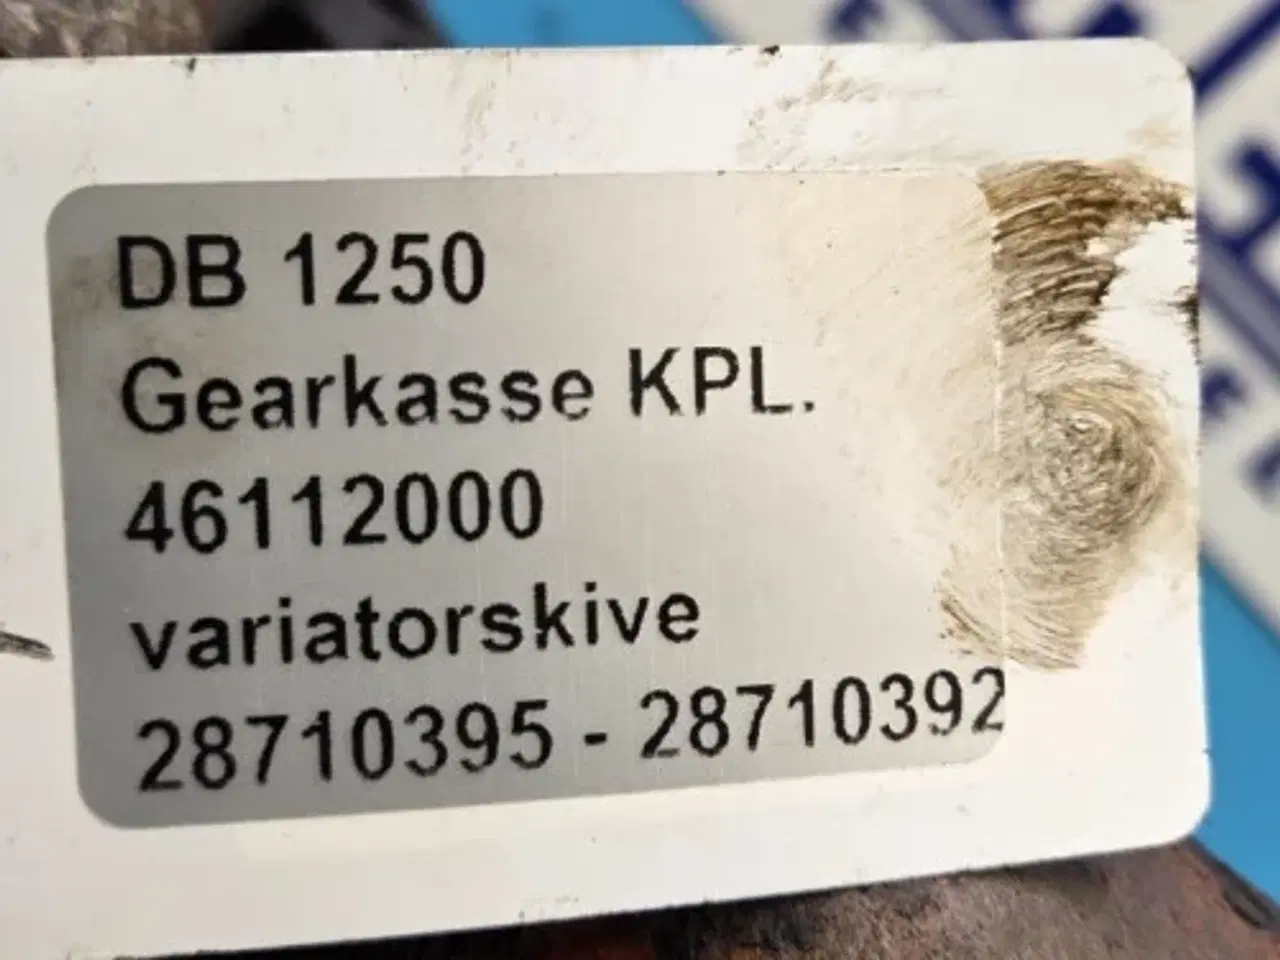 DB 1250
Gearkasse KPL.
46112000
variatorskive
28710395 - 28710392